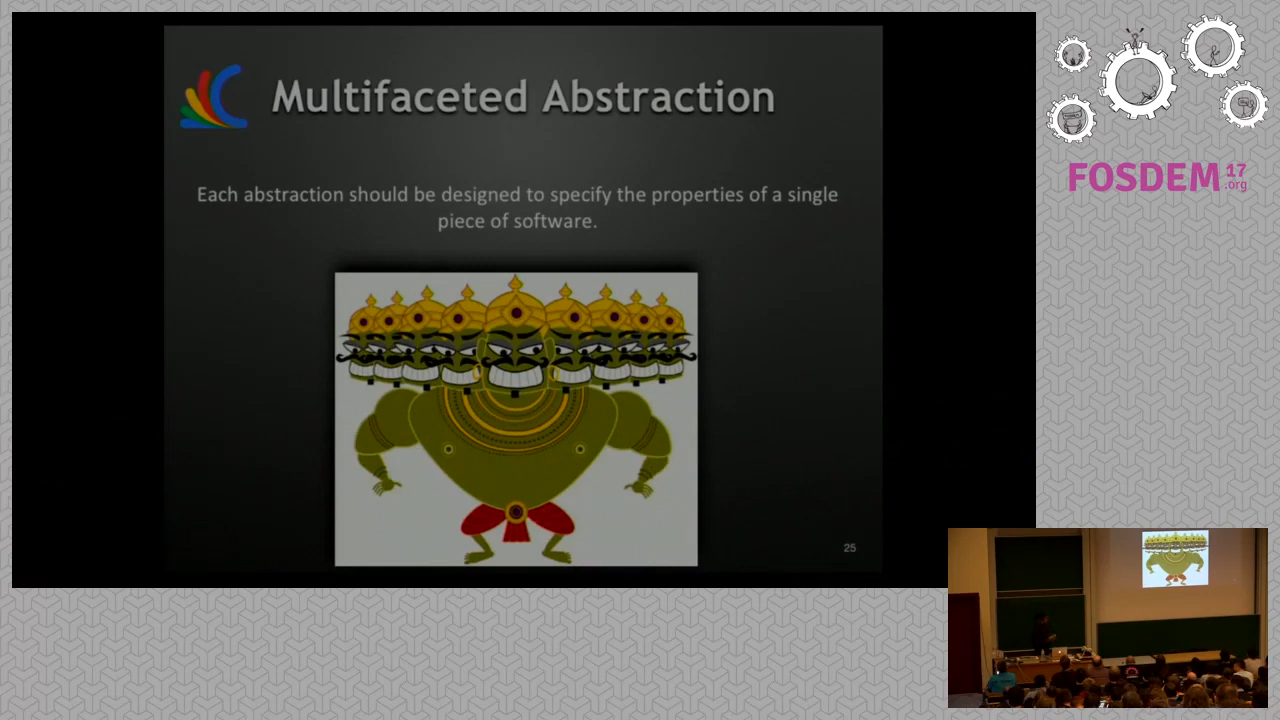 Multifaceted Abstraction
Each abstraction should be designed to specify the properties of a single
piece of software.
25
FOSDEM 17
.org